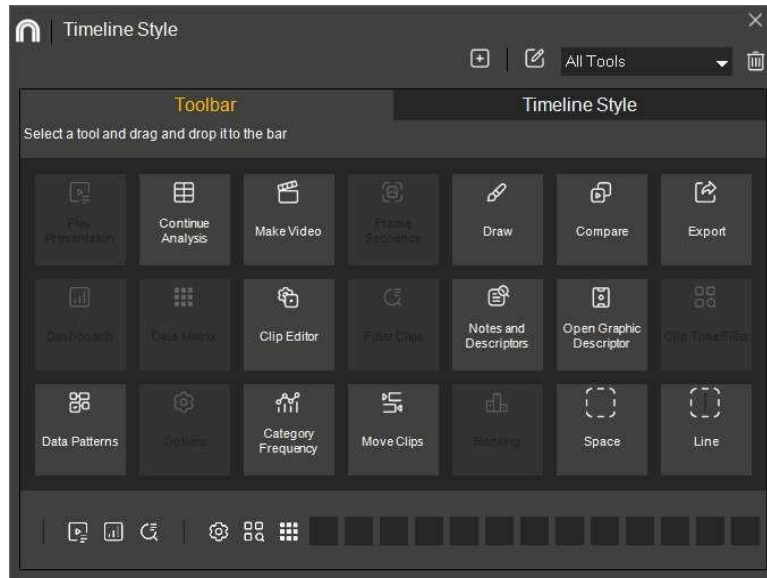 Timeline Style
All Tools
Toolbar
Timeline Style
Select a tool and drag and drop it to the bar
Play
Presentation
Continue
Analysis
Make Video
Frame
Sequence
Draw
Compare
Export
Dashboards
Data Matrix
Clip Editor
Filter Clips
Notes and
Descriptors
Open Graphic
Descriptor
Clip Time Filter
Data Patterns
Options
Category
Frequency
Move Clips
Ranking
Space
Line